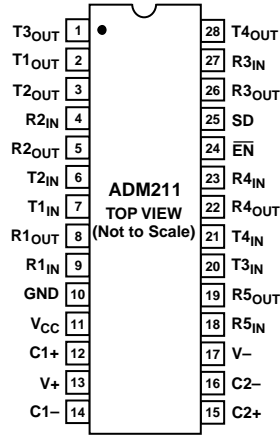 T3OUT 1 28 T4OUT
T1OUT 2 27 R3IN
T2OUT 3 26 R3OUT
R2IN 4 25 SD
R2OUT 5 24 EN
T2IN 6 23 R4IN
T1IN 7 22 R4OUT
R1OUT 8 21 T4IN
R1IN 9 20 T3IN
GND 10 19 R5OUT
VCC 11 18 R5IN
C1+ 12 17 V–
V+ 13 16 C2–
C1– 14 15 C2+
ADM211
TOP VIEW
(Not to Scale)